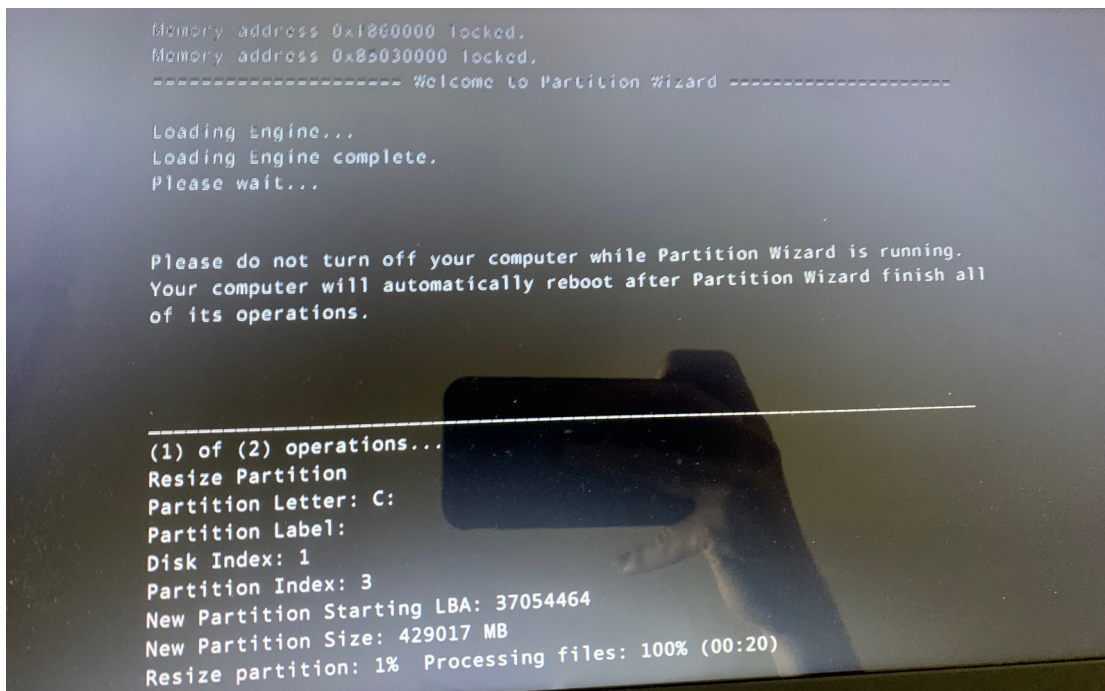 Memory address 0x1860000 locked.
Memory address 0x85030000 locked.
--------------------- Welcome to Partition Wizard ---------------------
Loading Engine...
Loading Engine complete.
Please wait...
Please do not turn off your computer while Partition Wizard is running.
Your computer will automatically reboot after Partition Wizard finish all
of its operations.
(1) of (2) operations...
Resize Partition
Partition Letter: C:
Partition Label:
Disk Index: 1
Partition Index: 3
New Partition Starting LBA: 37054464
New Partition Size: 429017 MB
Resize partition: 1%  Processing files: 100% (00:20)